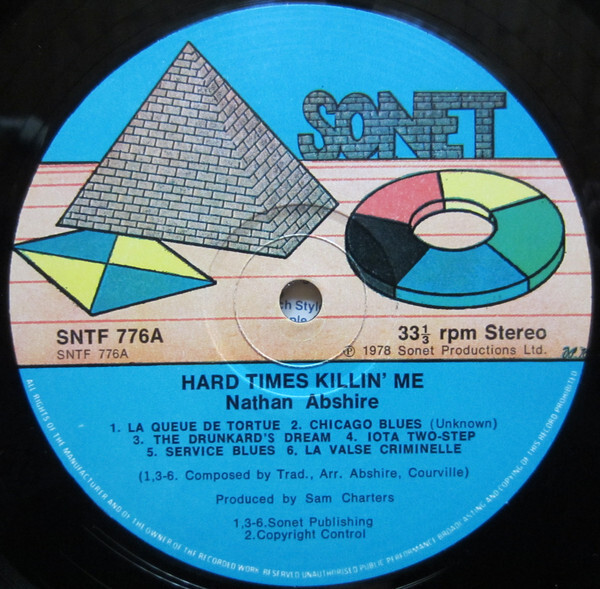 SONET
ch Styl
SNTF 776A
SNTF 776A
33⅓ rpm Stereo
℗ 1978 Sonet Productions Ltd.
HARD TIMES KILLIN' ME
Nathan Abshire
1. LA QUEUE DE TORTUE 2. CHICAGO BLUES (Unknown)
3. THE DRUNKARD'S DREAM 4. IOTA TWO-STEP
5. SERVICE BLUES 6. LA VALSE CRIMINELLE
(1,3-6. Composed by Trad., Arr. Abshire, Courville)
Produced by Sam Charters
1,3-6.Sonet Publishing
2.Copyright Control
ALL RIGHTS OF THE MANUFACTURER AND BY THE OWNER OF THE RECORDED WORK RESERVED UNAUTHORISED PUBLIC PERFORMANCE BROADCASTING AND COPYING OF THIS RECORD PROHIBITED